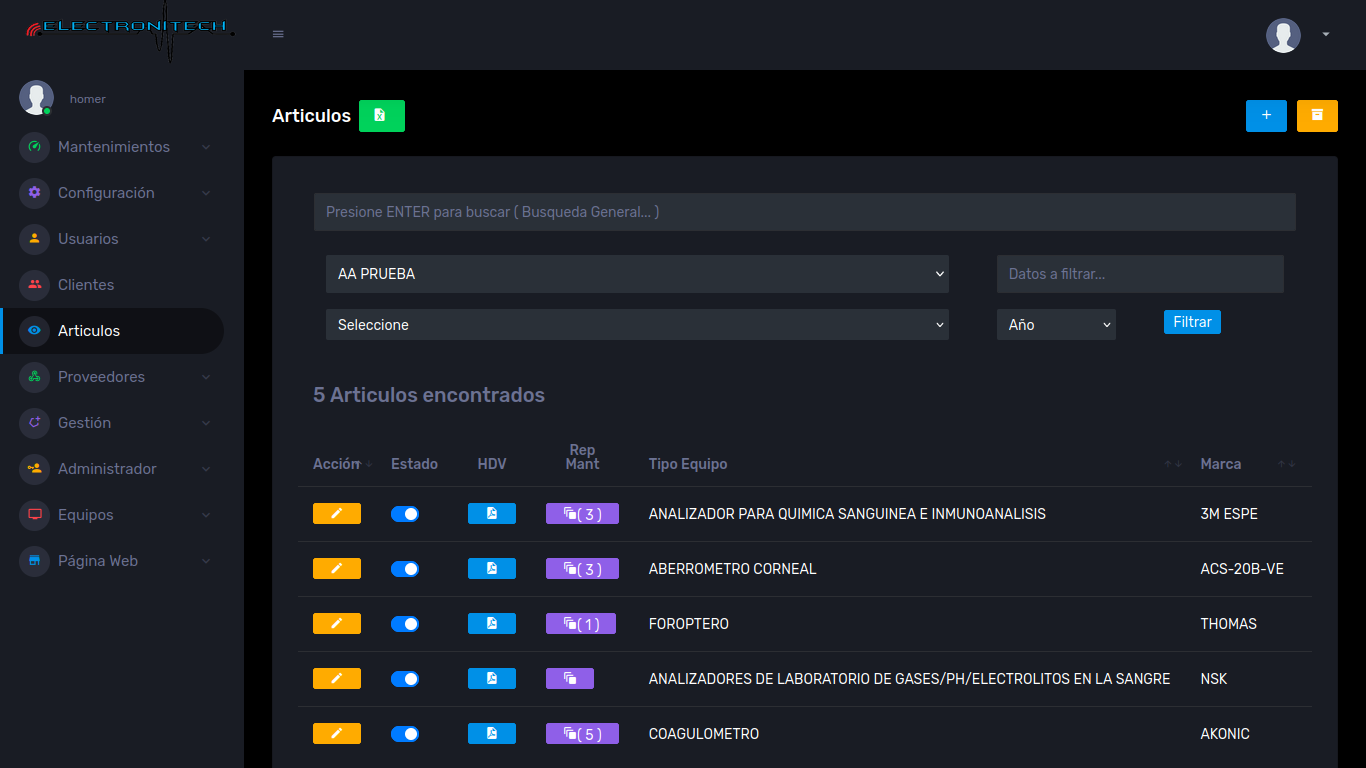 ELECTRONITECH
homer
Mantenimientos
Configuración
Usuarios
Clientes
Articulos
Proveedores
Gestión
Administrador
Equipos
Página Web
Articulos
Presione ENTER para buscar ( Busqueda General... )
AA PRUEBA
Datos a filtrar...
Seleccione
Año
Filtrar
5 Articulos encontrados
Acción Estado HDV Rep Mant Tipo Equipo Marca
( 3 ) ANALIZADOR PARA QUIMICA SANGUINEA E INMUNOANALISIS 3M ESPE
( 3 ) ABERROMETRO CORNEAL ACS-20B-VE
( 1 ) FOROPTERO THOMAS
ANALIZADORES DE LABORATORIO DE GASES/PH/ELECTROLITOS EN LA SANGRE NSK
( 5 ) COAGULOMETRO AKONIC